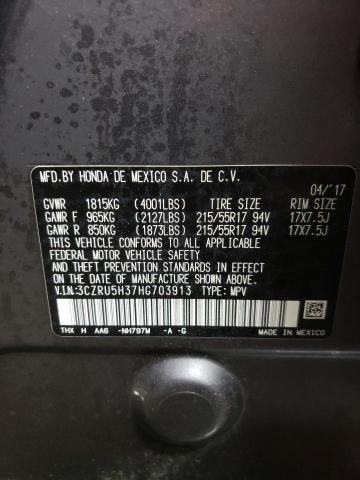 MFD.BY HONDA DE MEXICO S.A. DE C.V.
04/'17
GVWR 1815KG (4001LBS) TIRE SIZE RIM SIZE
GAWR F 965KG (2127LBS) 215/55R17 94V 17X7.5J
GAWR R 850KG (1873LBS) 215/55R17 94V 17X7.5J
THIS VEHICLE CONFORMS TO ALL APPLICABLE
FEDERAL MOTOR VEHICLE SAFETY
AND THEFT PREVENTION STANDARDS IN EFFECT ON
THE DATE OF MANUFACTURE SHOWN ABOVE.
V.I.N.:3CZRU5H37HG703913 TYPE: MPV
THX H AA6 -NH797M -A -G
MADE IN MEXICO